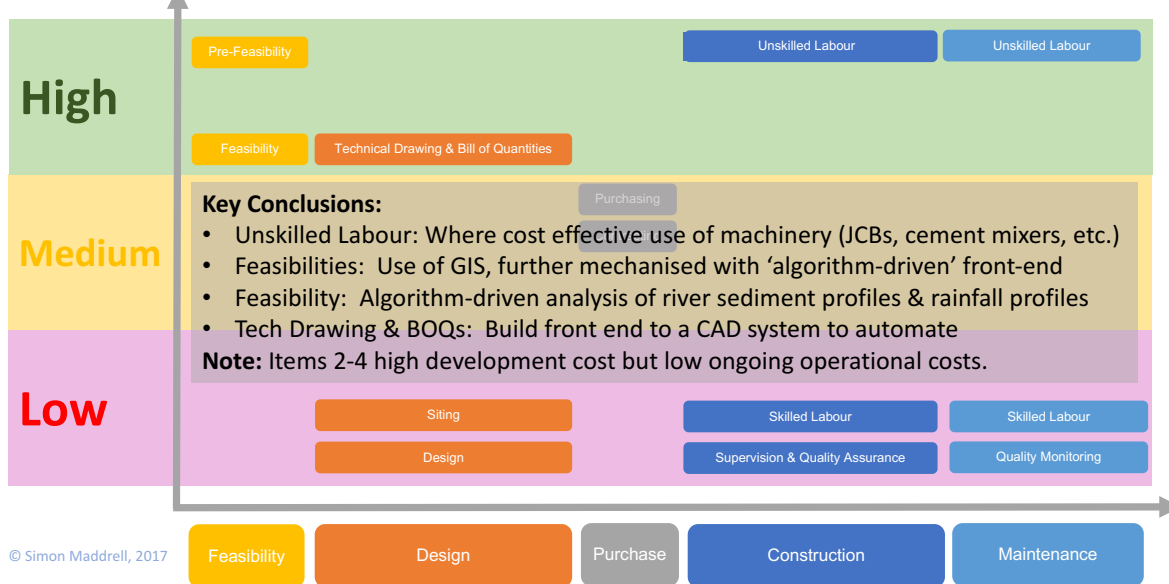 High
Pre-Feasibility
Unskilled Labour
Unskilled Labour
Feasibility
Technical Drawing & Bill of Quantities
Medium
Purchasing
Key Conclusions:
• Unskilled Labour: Where cost effective use of machinery (JCBs, cement mixers, etc.)
• Feasibilities: Use of GIS, further mechanised with ‘algorithm-driven’ front-end
• Feasibility: Algorithm-driven analysis of river sediment profiles & rainfall profiles
• Tech Drawing & BOQs: Build front end to a CAD system to automate
Note: Items 2-4 high development cost but low ongoing operational costs.
Low
Siting
Skilled Labour
Skilled Labour
Design
Supervision & Quality Assurance
Quality Monitoring
© Simon Maddrell, 2017
Feasibility
Design
Purchase
Construction
Maintenance